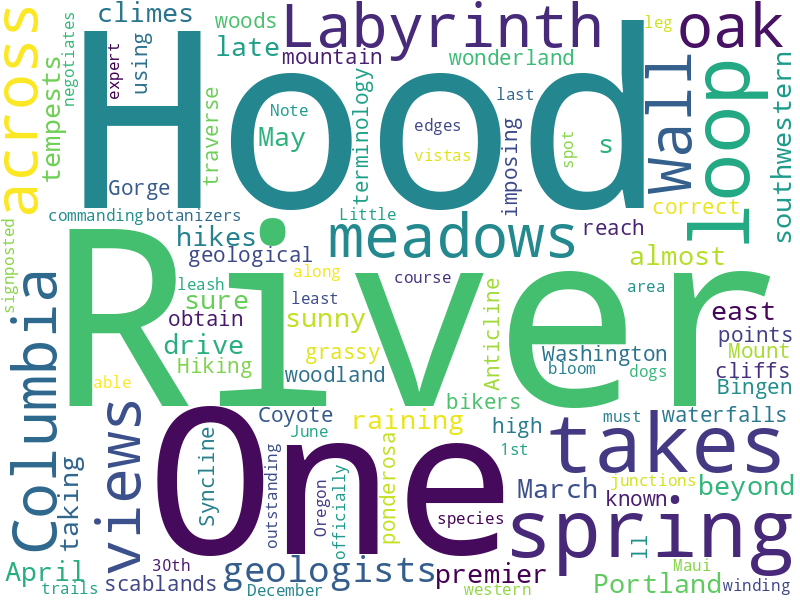 Hood
River
One
Labyrinth
oak
across
climes
woods
late
using
expert
negotiates
tempests
mountain
wonderland
leg
Wall
loop
southwestern
terminology
traverse
Note
May
last
edges
vistas
imposing
spot
s
Gorge
commanding
botanizers
Little
correct
reach
hikes
geological
meadows
almost
signposted
leash
sure
along
least
course
area
east
Columbia
obtain
sunny
Anticline
points
drive
grassy
Washington
Mount
Hiking
woodland
bloom
dogs
cliffs
Bingen
able
bikers
views
Coyote
raining
high
must
waterfalls
June
1st
takes
taking
Syncline
outstanding
Oregon
officially
ponderosa
junctions
beyond
March
known
species
spring
ll
April
30th
geologists
premier
Maui
trails
scablands
December
western
Portland
winding